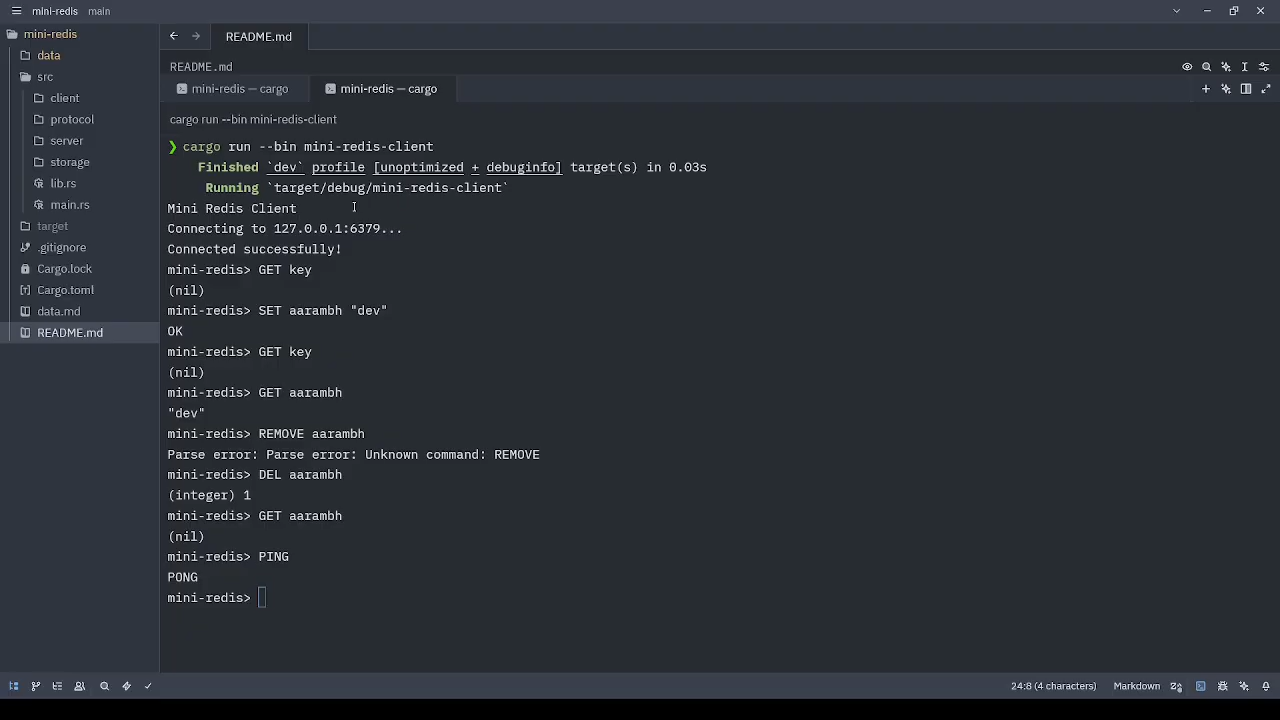 mini-redis main
mini-redis
data
src
client
protocol
server
storage
lib.rs
main.rs
target
.gitignore
Cargo.lock
Cargo.toml
data.md
README.md
README.md
README.md
mini-redis — cargo
mini-redis — cargo
cargo run --bin mini-redis-client
❯ cargo run --bin mini-redis-client
Finished `dev` profile [unoptimized + debuginfo] target(s) in 0.03s
Running `target/debug/mini-redis-client`
Mini Redis Client
Connecting to 127.0.0.1:6379...
Connected successfully!
mini-redis> GET key
(nil)
mini-redis> SET aarambh "dev"
OK
mini-redis> GET key
(nil)
mini-redis> GET aarambh
"dev"
mini-redis> REMOVE aarambh
Parse error: Parse error: Unknown command: REMOVE
mini-redis> DEL aarambh
(integer) 1
mini-redis> GET aarambh
(nil)
mini-redis> PING
PONG
mini-redis>
24:8 (4 characters) Markdown